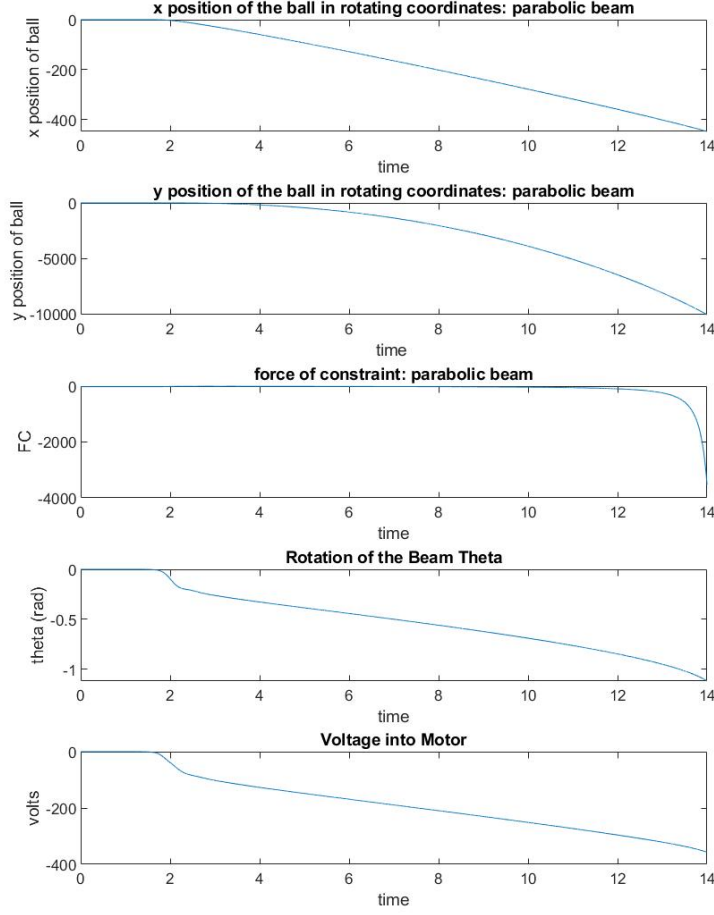 x position of the ball in rotating coordinates: parabolic beam
x position of ball
0
-200
-400
0 2 4 6 8 10 12 14
time
y position of the ball in rotating coordinates: parabolic beam
y position of ball
0
-5000
-10000
0 2 4 6 8 10 12 14
time
force of constraint: parabolic beam
FC
0
-2000
-4000
0 2 4 6 8 10 12 14
time
Rotation of the Beam Theta
theta (rad)
0
-0.5
-1
0 2 4 6 8 10 12 14
time
Voltage into Motor
volts
0
-200
-400
0 2 4 6 8 10 12 14
time